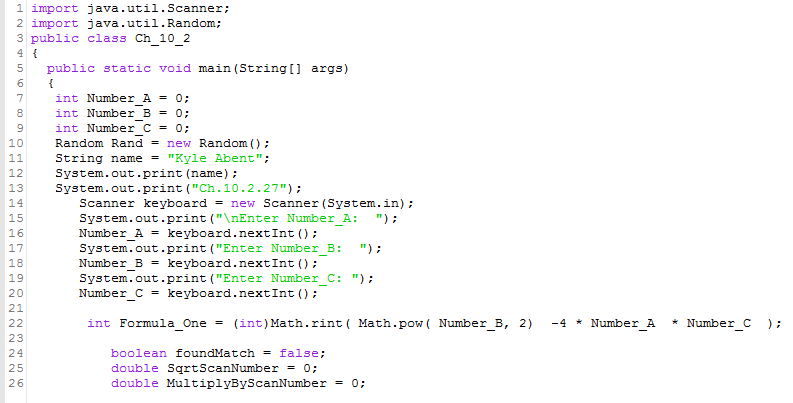 1 import java.util.Scanner;
2 import java.util.Random;
3 public class Ch_10_2
4 {
5 public static void main(String[] args)
6 {
7 int Number_A = 0;
8 int Number_B = 0;
9 int Number_C = 0;
10 Random Rand = new Random();
11 String name = "Kyle Abent";
12 System.out.print(name);
13 System.out.print("Ch.10.2.27");
14 Scanner keyboard = new Scanner(System.in);
15 System.out.print("\nEnter Number_A:  ");
16 Number_A = keyboard.nextInt();
17 System.out.print("Enter Number_B:  ");
18 Number_B = keyboard.nextInt();
19 System.out.print("Enter Number_C: ");
20 Number_C = keyboard.nextInt();
21
22 int Formula_One = (int)Math.rint( Math.pow( Number_B, 2)  -4 * Number_A  * Number_C  );
23
24 boolean foundMatch = false;
25 double SqrtScanNumber = 0;
26 double MultiplyByScanNumber = 0;